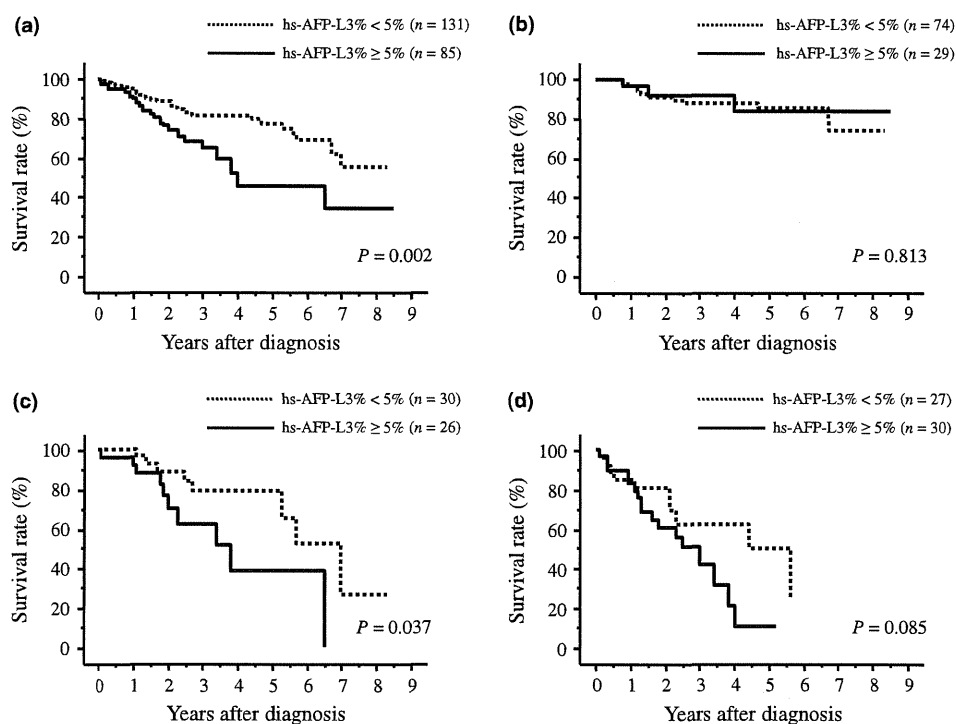 (a)
hs-AFP-L3% < 5% (n = 131)
hs-AFP-L3% ≥ 5% (n = 85)
100
80
60
40
20
0
Survival rate (%)
P = 0.002
0 1 2 3 4 5 6 7 8 9
Years after diagnosis
(b)
hs-AFP-L3% < 5% (n = 74)
hs-AFP-L3% ≥ 5% (n = 29)
100
80
60
40
20
0
Survival rate (%)
P = 0.813
0 1 2 3 4 5 6 7 8 9
Years after diagnosis
(c)
hs-AFP-L3% < 5% (n = 30)
hs-AFP-L3% ≥ 5% (n = 26)
100
80
60
40
20
0
Survival rate (%)
P = 0.037
0 1 2 3 4 5 6 7 8 9
Years after diagnosis
(d)
hs-AFP-L3% < 5% (n = 27)
hs-AFP-L3% ≥ 5% (n = 30)
100
80
60
40
20
0
Survival rate (%)
P = 0.085
0 1 2 3 4 5 6 7 8 9
Years after diagnosis